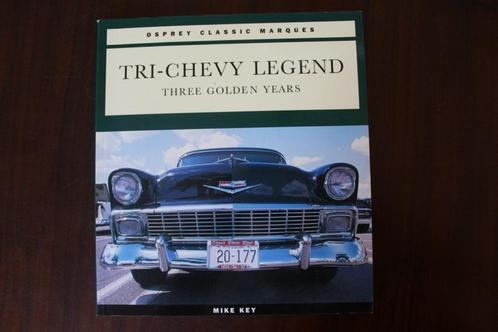 OSPREY CLASSIC MARQUES
TRI-CHEVY LEGEND
THREE GOLDEN YEARS
20-177
MIKE KEY